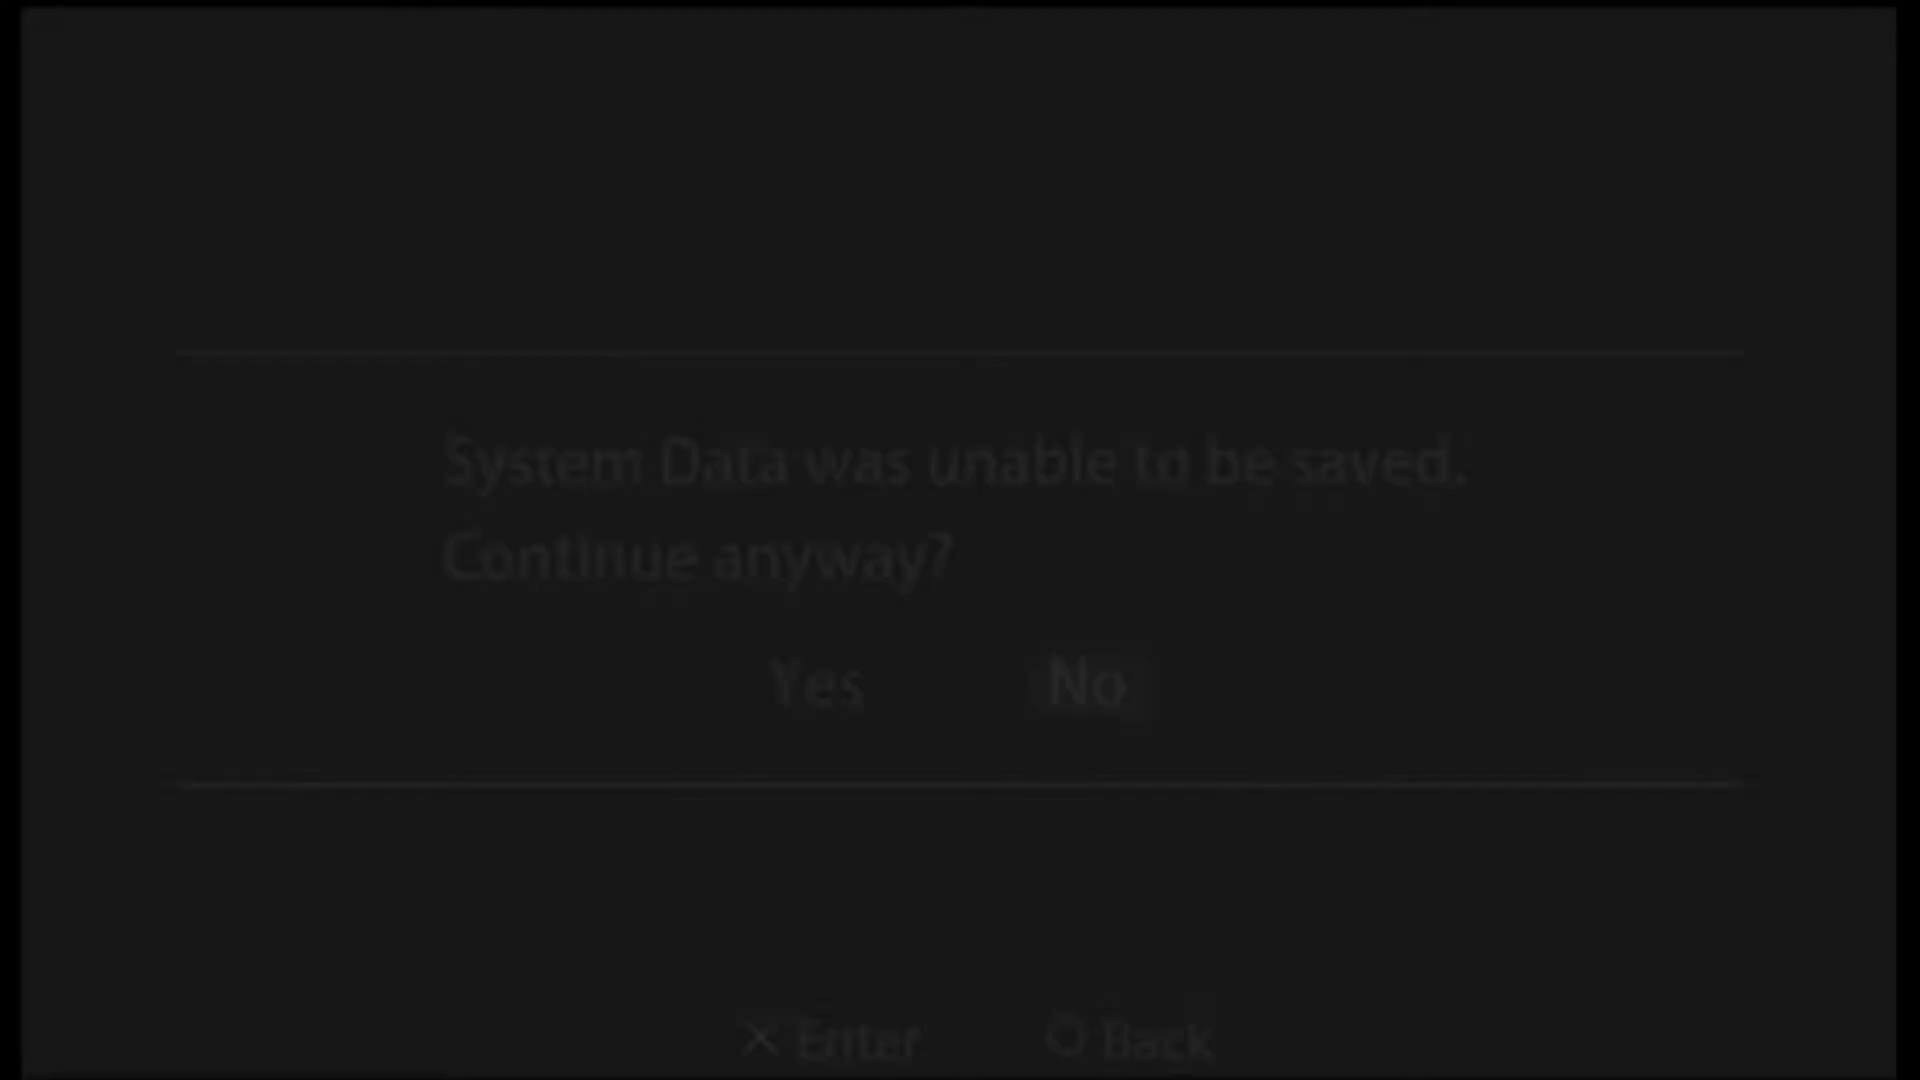 System Data was unable to be saved.
Continue anyway?
Yes No
X Enter O Back